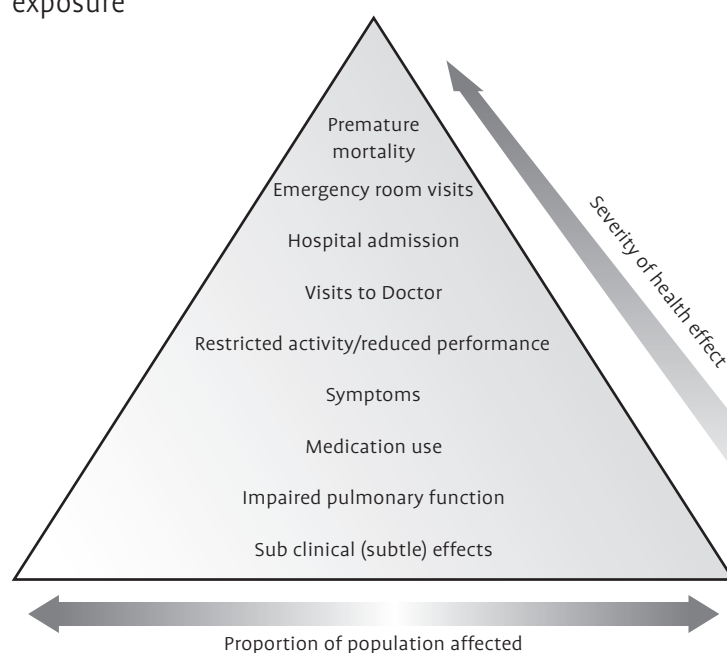 exposure
Premature
mortality
Emergency room visits
Hospital admission
Visits to Doctor
Restricted activity/reduced performance
Symptoms
Medication use
Impaired pulmonary function
Sub clinical (subtle) effects
Severity of health effect
Proportion of population affected